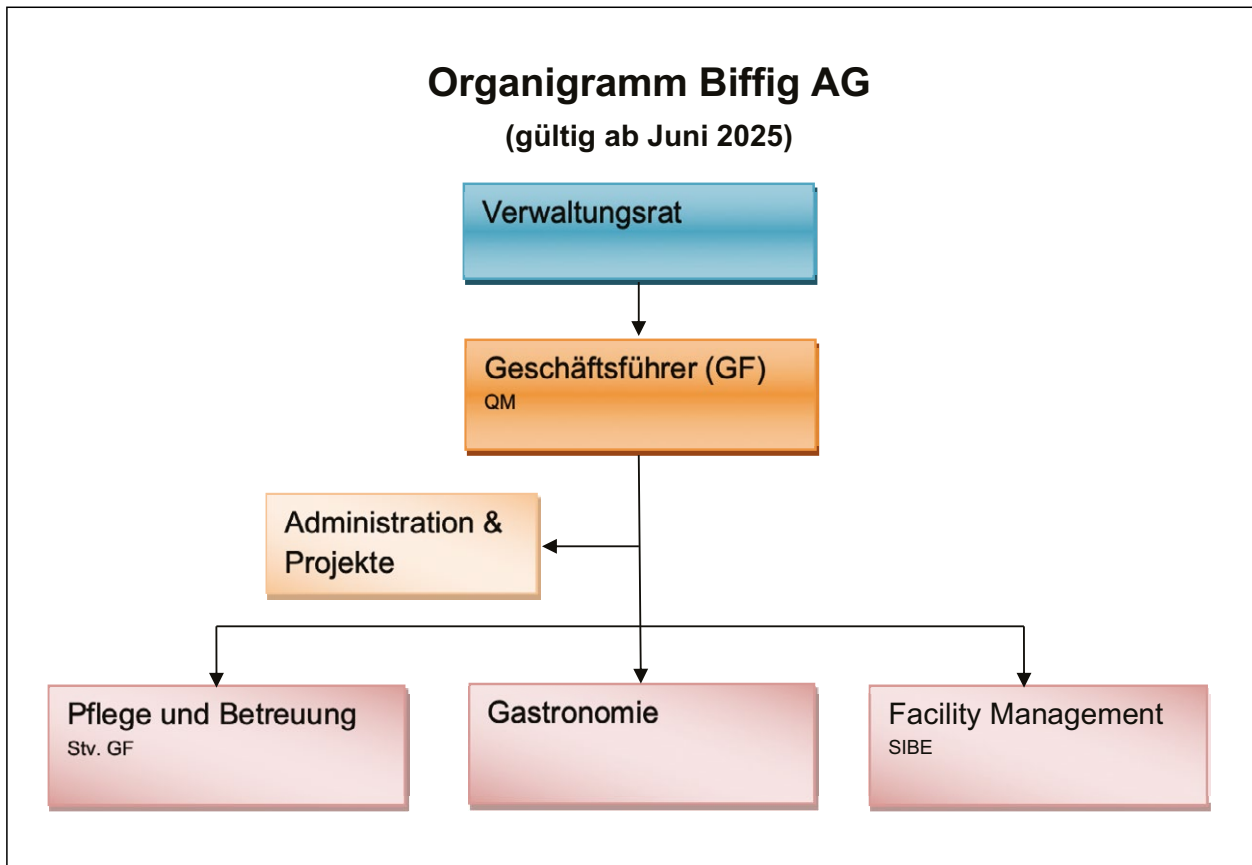 Organigramm Biffig AG
(gültig ab Juni 2025)
Verwaltungsrat
Geschäftsführer (GF)
QM
Administration &
Projekte
Pflege und Betreuung
Stv. GF
Gastronomie
Facility Management
SIBE